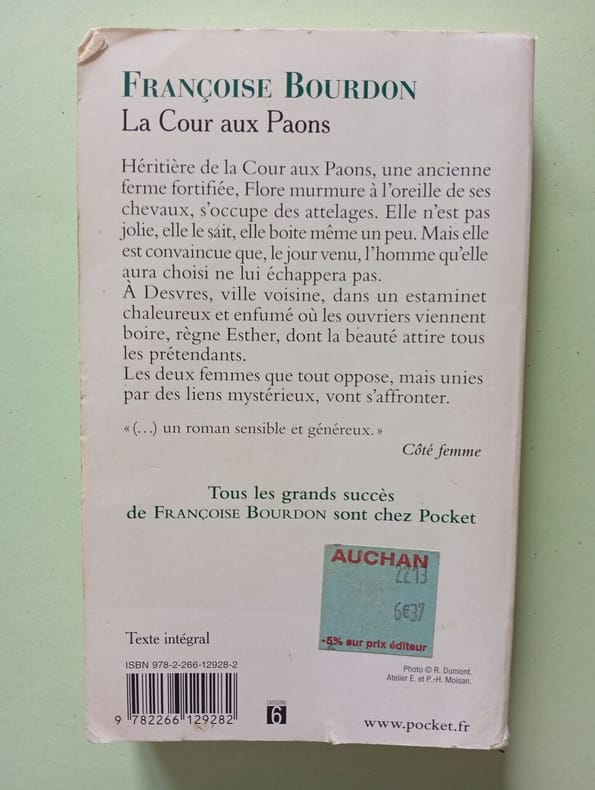 FRANÇOISE BOURDON
La Cour aux Paons
Héritière de la Cour aux Paons, une ancienne
ferme fortifiée, Flore murmure à l’oreille de ses
chevaux, s’occupe des attelages. Elle n’est pas
jolie, elle le sait, elle boite même un peu. Mais elle
est convaincue que, le jour venu, l’homme qu’elle
aura choisi ne lui échappera pas.
À Desvres, ville voisine, dans un estaminet
chaleureux et enfumé où les ouvriers viennent
boire, règne Esther, dont la beauté attire tous
les prétendants.
Les deux femmes que tout oppose, mais unies
par des liens mystérieux, vont s’affronter.
« (…) un roman sensible et généreux. »
Côté femme
Tous les grands succès
de FRANÇOISE BOURDON sont chez Pocket
AUCHAN
2213
6€37
-5% sur prix éditeur
Texte intégral
ISBN 978-2-266-12928-2
9 782266 129282
CATÉGORIE
6
Photo © R. Dumont.
Atelier E. et P.-H. Moisan.
www.pocket.fr